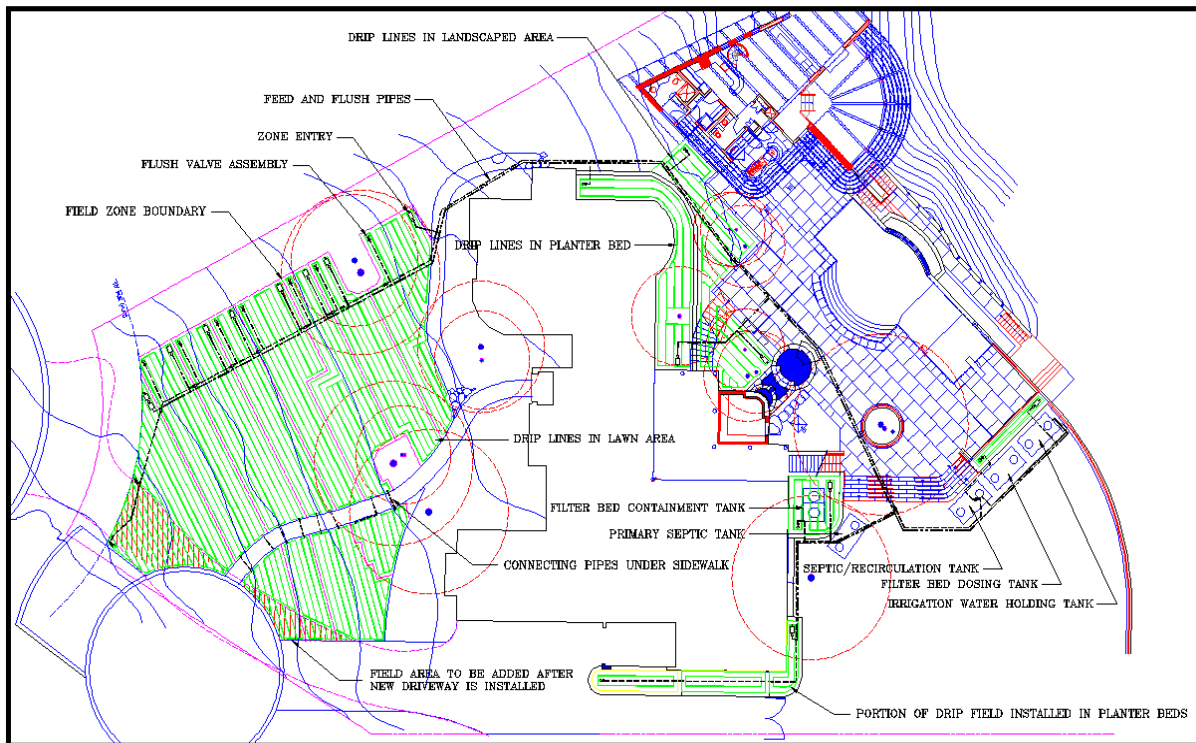 DRIP LINES IN LANDSCAPED AREA
FEED AND FLUSH PIPES
ZONE ENTRY
FLUSH VALVE ASSEMBLY
FIELD ZONE BOUNDARY
DRIP LINES IN PLANTER BED
DRIP LINES IN LAWN AREA
FILTER BED CONTAINMENT TANK
PRIMARY SEPTIC TANK
CONNECTING PIPES UNDER SIDEWALK
SEPTIC/RECIRCULATION TANK
FILTER BED DOSING TANK
IRRIGATION WATER HOLDING TANK
FIELD AREA TO BE ADDED AFTER
NEW DRIVEWAY IS INSTALLED
PORTION OF DRIP FIELD INSTALLED IN PLANTER BEDS